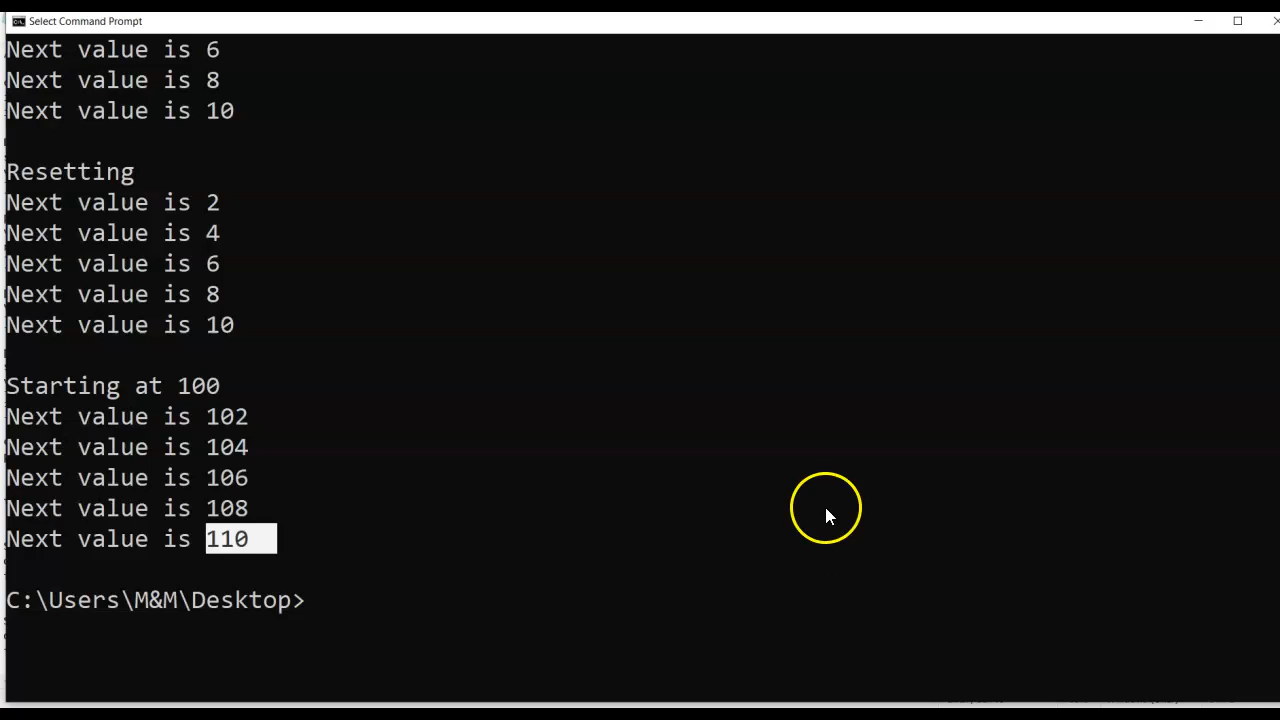 Select Command Prompt
Next value is 6
Next value is 8
Next value is 10
Resetting
Next value is 2
Next value is 4
Next value is 6
Next value is 8
Next value is 10
Starting at 100
Next value is 102
Next value is 104
Next value is 106
Next value is 108
Next value is 110
C:\Users\M&M\Desktop>